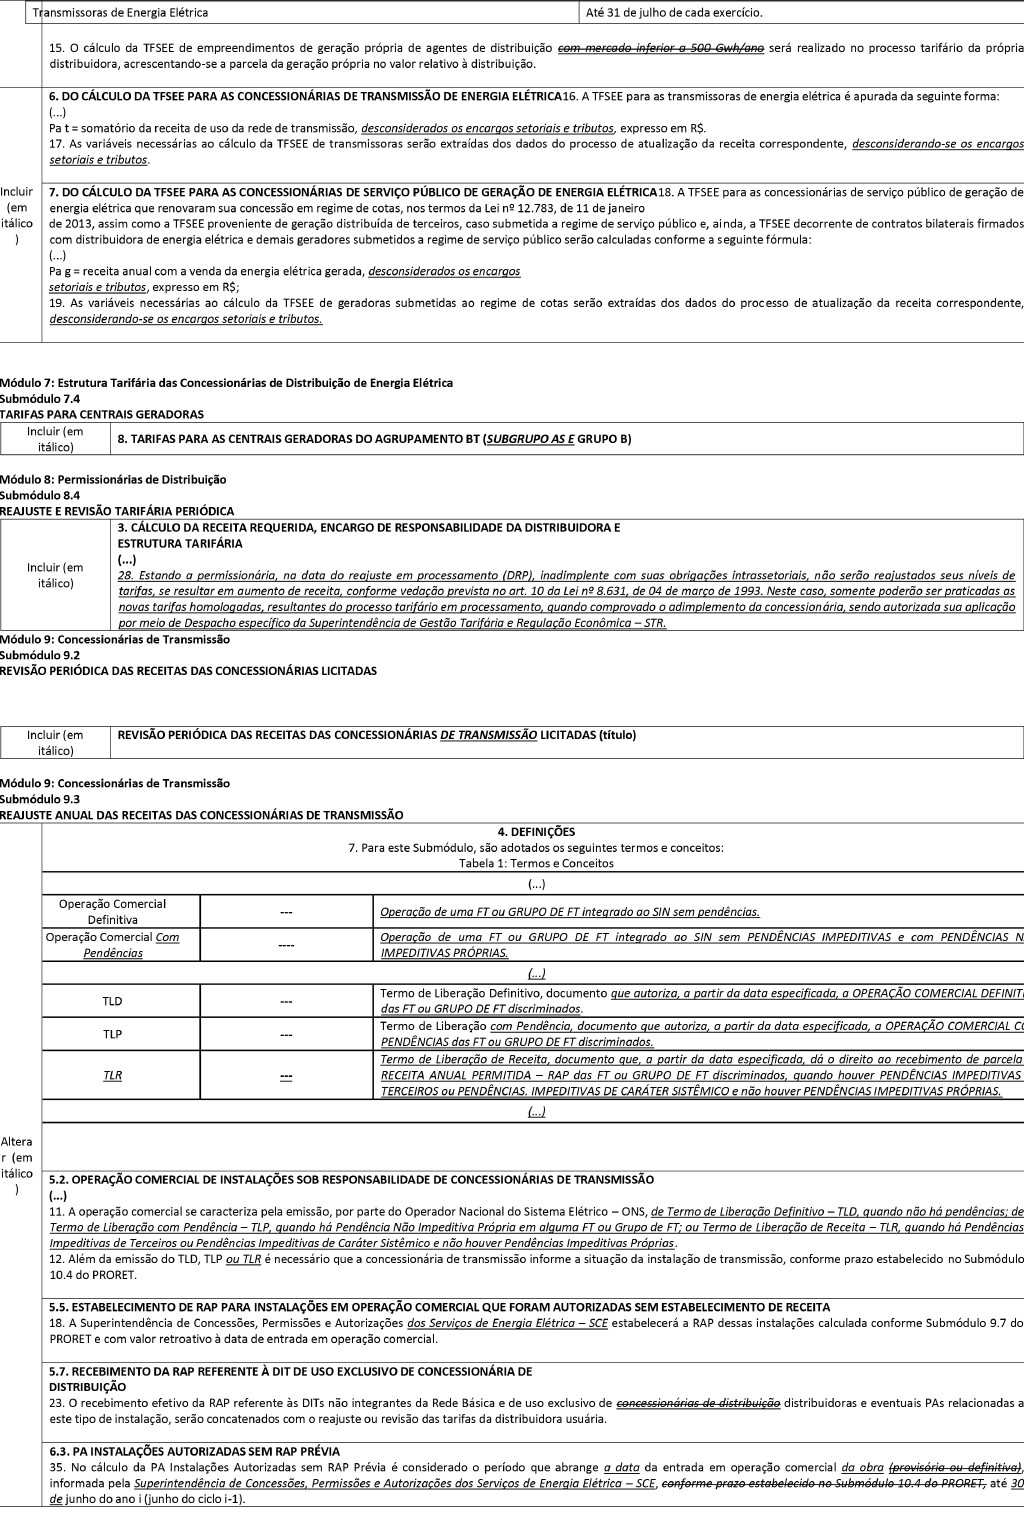 Transmissoras de Energia Elétrica Até 31 de julho de cada exercício.
15. O cálculo da TFSEE de empreendimentos de geração própria de agentes de distribuição com mercado inferior a 500 Gwh/ano será realizado no processo tarifário da própria
distribuidora, acrescentando-se a parcela da geração própria no valor relativo à distribuição.
6. DO CÁLCULO DA TFSEE PARA AS CONCESSIONÁRIAS DE TRANSMISSÃO DE ENERGIA ELÉTRICA16. A TFSEE para as transmissoras de energia elétrica é apurada da seguinte forma:
(...)
Pa t = somatório da receita de uso da rede de transmissão, desconsiderados os encargos setoriais e tributos, expresso em R$.
17. As variáveis necessárias ao cálculo da TFSEE de transmissoras serão extraídas dos dados do processo de atualização da receita correspondente, desconsiderando-se os encargos
setoriais e tributos.
Incluir
(em
itálico
)
7. DO CÁLCULO DA TFSEE PARA AS CONCESSIONÁRIAS DE SERVIÇO PÚBLICO DE GERAÇÃO DE ENERGIA ELÉTRICA18. A TFSEE para as concessionárias de serviço público de geração de
energia elétrica que renovaram sua concessão em regime de cotas, nos termos da Lei nº 12.783, de 11 de janeiro
de 2013, assim como a TFSEE proveniente de geração distribuída de terceiros, caso submetida a regime de serviço público e, ainda, a TFSEE decorrente de contratos bilaterais firmados
com distribuidora de energia elétrica e demais geradores submetidos a regime de serviço público serão calculadas conforme a seguinte fórmula:
(...)
Pa g = receita anual com a venda da energia elétrica gerada, desconsiderados os encargos
setoriais e tributos, expresso em R$;
19. As variáveis necessárias ao cálculo da TFSEE de geradoras submetidas ao regime de cotas serão extraídas dos dados do processo de atualização da receita correspondente,
desconsiderando-se os encargos setoriais e tributos.
Módulo 7: Estrutura Tarifária das Concessionárias de Distribuição de Energia Elétrica
Submódulo 7.4
TARIFAS PARA CENTRAIS GERADORAS
Incluir (em
itálico)
8. TARIFAS PARA AS CENTRAIS GERADORAS DO AGRUPAMENTO BT (SUBGRUPO AS E GRUPO B)
Módulo 8: Permissionárias de Distribuição
Submódulo 8.4
REAJUSTE E REVISÃO TARIFÁRIA PERIÓDICA
Incluir (em
itálico)
3. CÁLCULO DA RECEITA REQUERIDA, ENCARGO DE RESPONSABILIDADE DA DISTRIBUIDORA E
ESTRUTURA TARIFÁRIA
(...)
28. Estando a permissionária, na data do reajuste em processamento (DRP), inadimplente com suas obrigações intrassetoriais, não serão reajustados seus níveis de
tarifas, se resultar em aumento de receita, conforme vedação prevista no art. 10 da Lei nº 8.631, de 04 de março de 1993. Neste caso, somente poderão ser praticadas as
novas tarifas homologadas, resultantes do processo tarifário em processamento, quando comprovado o adimplemento da concessionária, sendo autorizada sua aplicação
por meio de Despacho específico da Superintendência de Gestão Tarifária e Regulação Econômica – STR.
Módulo 9: Concessionárias de Transmissão
Submódulo 9.2
REVISÃO PERIÓDICA DAS RECEITAS DAS CONCESSIONÁRIAS LICITADAS
Incluir (em
itálico)
REVISÃO PERIÓDICA DAS RECEITAS DAS CONCESSIONÁRIAS DE TRANSMISSÃO LICITADAS (título)
Módulo 9: Concessionárias de Transmissão
Submódulo 9.3
REAJUSTE ANUAL DAS RECEITAS DAS CONCESSIONÁRIAS DE TRANSMISSÃO
4. DEFINIÇÕES
7. Para este Submódulo, são adotados os seguintes termos e conceitos:
Tabela 1: Termos e Conceitos
(...)
Operação Comercial
Definitiva
---
Operação de uma FT ou GRUPO DE FT integrado ao SIN sem pendências.
Operação Comercial Com
Pendências
----
Operação de uma FT ou GRUPO DE FT integrado ao SIN sem PENDÊNCIAS IMPEDITIVAS e com PENDÊNCIAS N
IMPEDITIVAS PRÓPRIAS.
(...)
TLD
---
Termo de Liberação Definitivo, documento que autoriza, a partir da data especificada, a OPERAÇÃO COMERCIAL DEFINITI
das FT ou GRUPO DE FT discriminados.
TLP
---
Termo de Liberação com Pendência, documento que autoriza, a partir da data especificada, a OPERAÇÃO COMERCIAL CO
PENDÊNCIAS das FT ou GRUPO DE FT discriminados.
TLR
---
Termo de Liberação de Receita, documento que, a partir da data especificada, dá o direito ao recebimento de parcela
RECEITA ANUAL PERMITIDA – RAP das FT ou GRUPO DE FT discriminados, quando houver PENDÊNCIAS IMPEDITIVAS
TERCEIROS ou PENDÊNCIAS. IMPEDITIVAS DE CARÁTER SISTÊMICO e não houver PENDÊNCIAS IMPEDITIVAS PRÓPRIAS.
(...)
Altera
r (em
itálico
)
5.2. OPERAÇÃO COMERCIAL DE INSTALAÇÕES SOB RESPONSABILIDADE DE CONCESSIONÁRIAS DE TRANSMISSÃO
(...)
11. A operação comercial se caracteriza pela emissão, por parte do Operador Nacional do Sistema Elétrico – ONS, de Termo de Liberação Definitivo – TLD, quando não há pendências; de
Termo de Liberação com Pendência – TLP, quando há Pendência Não Impeditiva Própria em alguma FT ou Grupo de FT; ou Termo de Liberação de Receita – TLR, quando há Pendências
Impeditivas de Terceiros ou Pendências Impeditivas de Caráter Sistêmico e não houver Pendências Impeditivas Próprias.
12. Além da emissão do TLD, TLP ou TLR é necessário que a concessionária de transmissão informe a situação da instalação de transmissão, conforme prazo estabelecido no Submódulo
10.4 do PRORET.
5.5. ESTABELECIMENTO DE RAP PARA INSTALAÇÕES EM OPERAÇÃO COMERCIAL QUE FORAM AUTORIZADAS SEM ESTABELECIMENTO DE RECEITA
18. A Superintendência de Concessões, Permissões e Autorizações dos Serviços de Energia Elétrica – SCE estabelecerá a RAP dessas instalações calculada conforme Submódulo 9.7 do
PRORET e com valor retroativo à data de entrada em operação comercial.
5.7. RECEBIMENTO DA RAP REFERENTE À DIT DE USO EXCLUSIVO DE CONCESSIONÁRIA DE
DISTRIBUIÇÃO
23. O recebimento efetivo da RAP referente às DITs não integrantes da Rede Básica e de uso exclusivo de concessionárias de distribuição distribuidoras e eventuais PAs relacionadas a
este tipo de instalação, serão concatenados com o reajuste ou revisão das tarifas da distribuidora usuária.
6.3. PA INSTALAÇÕES AUTORIZADAS SEM RAP PRÉVIA
35. No cálculo da PA Instalações Autorizadas sem RAP Prévia é considerado o período que abrange a data da entrada em operação comercial da obra (provisória ou definitiva),
informada pela Superintendência de Concessões, Permissões e Autorizações dos Serviços de Energia Elétrica – SCE, conforme prazo estabelecido no Submódulo 10.4 do PRORET, até 30
de junho do ano i (junho do ciclo i-1).